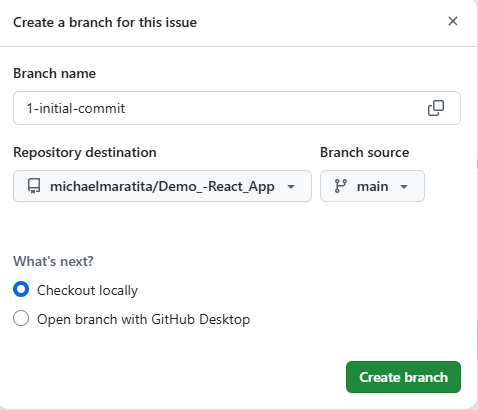 Create a branch for this issue
Branch name
1-initial-commit
Repository destination
Branch source
michaelmaratita/Demo_-React_App
main
What's next?
Checkout locally
Open branch with GitHub Desktop
Create branch